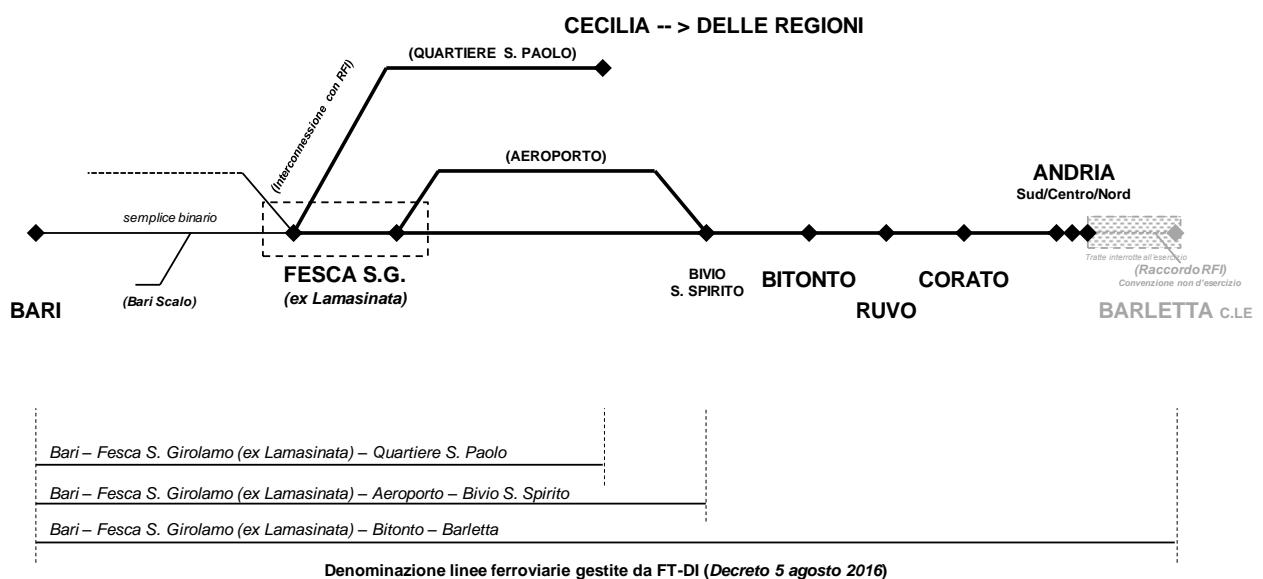 CECILIA -- > DELLE REGIONI
(QUARTIERE S. PAOLO)
(Interconnessione con RFI)
(AEROPORTO)
ANDRIA
Sud/Centro/Nord
semplice binario
Tratte interrotte all'esercizio
FESCA S.G.
(ex Lamasinata)
BIVIO
S. SPIRITO
BITONTO
CORATO
(Raccordo RFI)
Convenzione non d'esercizio
(Bari Scalo)
BARI
RUVO
BARLETTA C.LE
Bari – Fesca S. Girolamo (ex Lamasinata) – Quartiere S. Paolo
Bari – Fesca S. Girolamo (ex Lamasinata) – Aeroporto – Bivio S. Spirito
Bari – Fesca S. Girolamo (ex Lamasinata) – Bitonto – Barletta
Denominazione linee ferroviarie gestite da FT-DI (Decreto 5 agosto 2016)